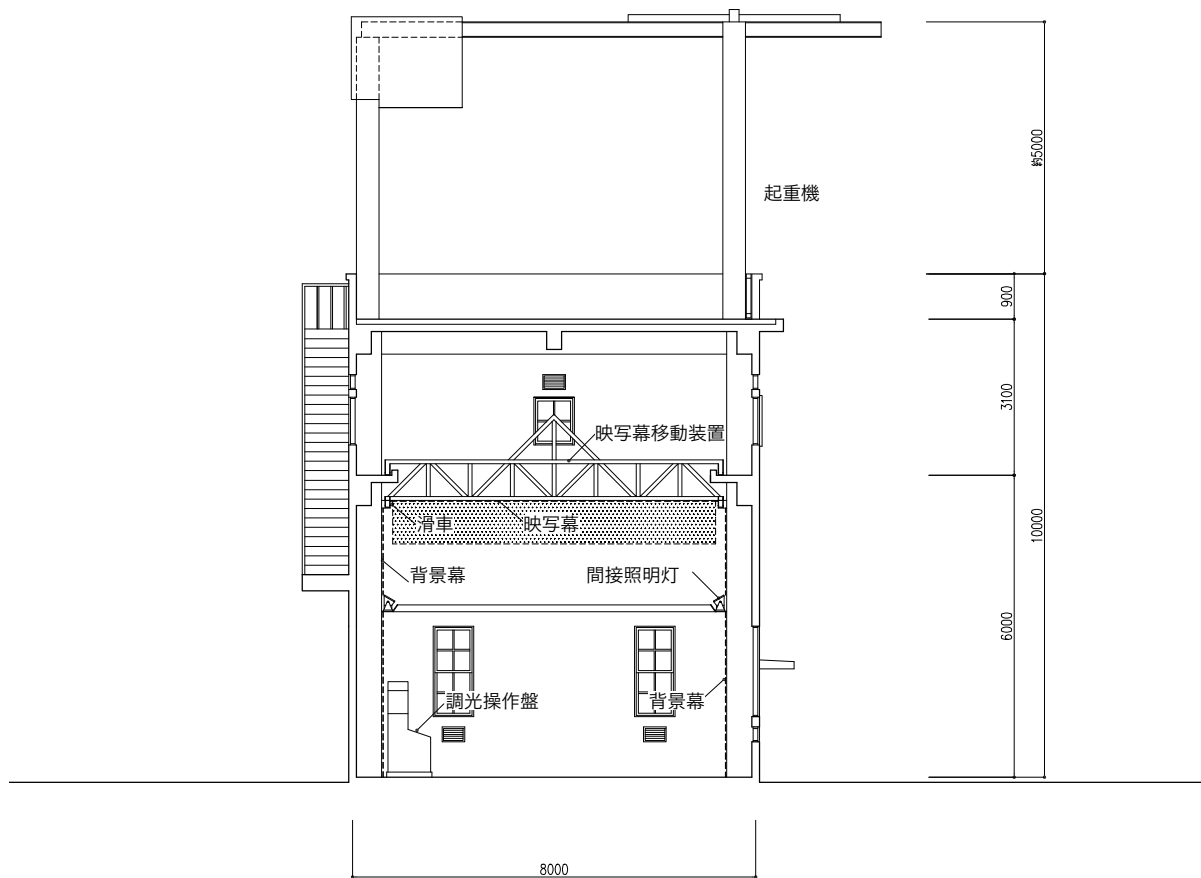 約5000
起重機
900
3100
映写幕移動装置
滑車
映写幕
10000
背景幕
間接照明灯
6000
調光操作盤
背景幕
8000